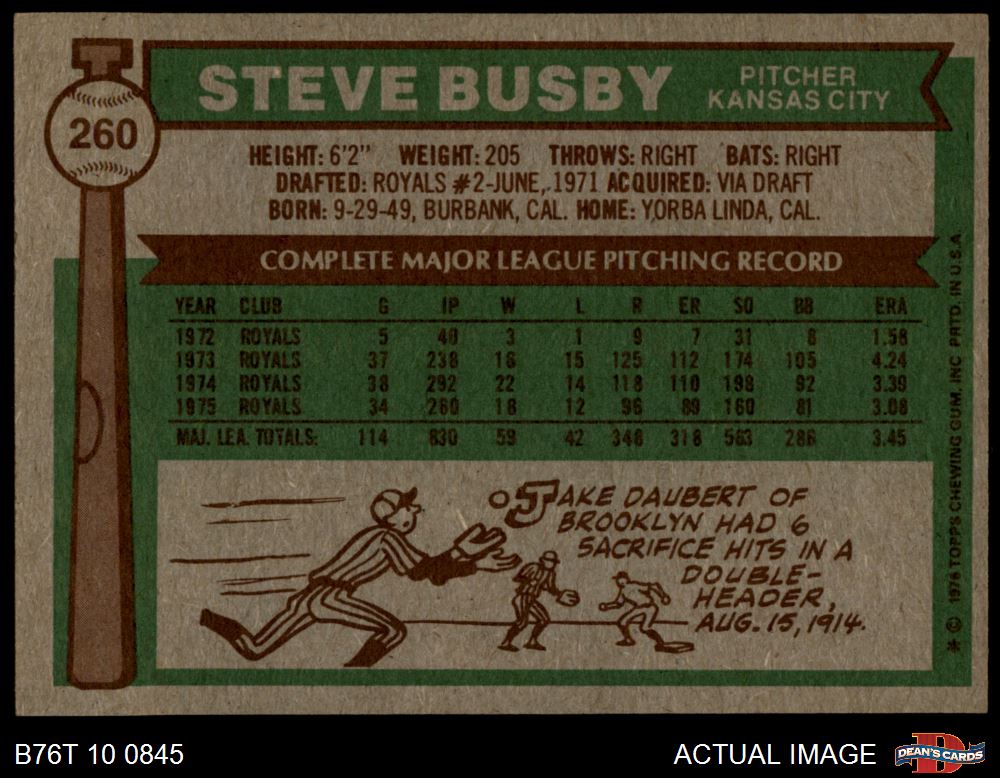 260
STEVE BUSBY
PITCHER
KANSAS CITY
HEIGHT: 6'2" WEIGHT: 205 THROWS: RIGHT BATS: RIGHT
DRAFTED: ROYALS #2-JUNE, 1971 ACQUIRED: VIA DRAFT
BORN: 9-29-49, BURBANK, CAL. HOME: YORBA LINDA, CAL.
COMPLETE MAJOR LEAGUE PITCHING RECORD
YEAR CLUB G IP W L R ER SO BB ERA
1972 ROYALS 5 40 3 1 9 7 31 8 1.58
1973 ROYALS 37 238 16 15 125 112 174 105 4.24
1974 ROYALS 38 292 22 14 118 110 198 92 3.39
1975 ROYALS 34 260 18 12 96 89 160 81 3.08
MAJ. LEA. TOTALS: 114 830 59 42 348 318 563 286 3.45
JAKE DAUBERT OF
BROOKLYN HAD 6
SACRIFICE HITS IN A
DOUBLE-
HEADER,
AUG. 15, 1914.
* © 1976 TOPPS CHEWING GUM, INC. PRTD. IN U.S.A.
B76T 10 0845
ACTUAL IMAGE
DEAN'S CARDS